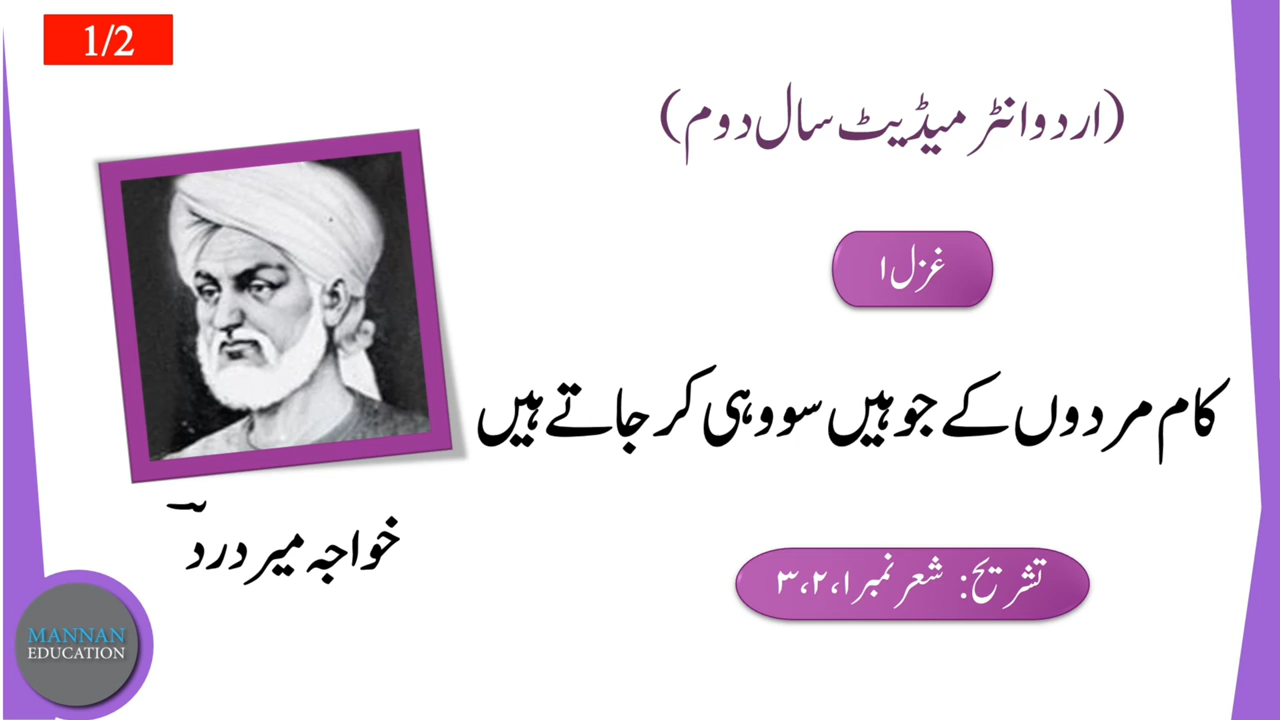 1/2
(اردو انٹر میڈیٹ سال دوم)
غزل ۱
کام مردوں کے جو ہیں سو وہی کر جاتے ہیں
خواجہ میر دردؔ
تشریح: شعر نمبر ۱،۲،۳
MANNAN
EDUCATION